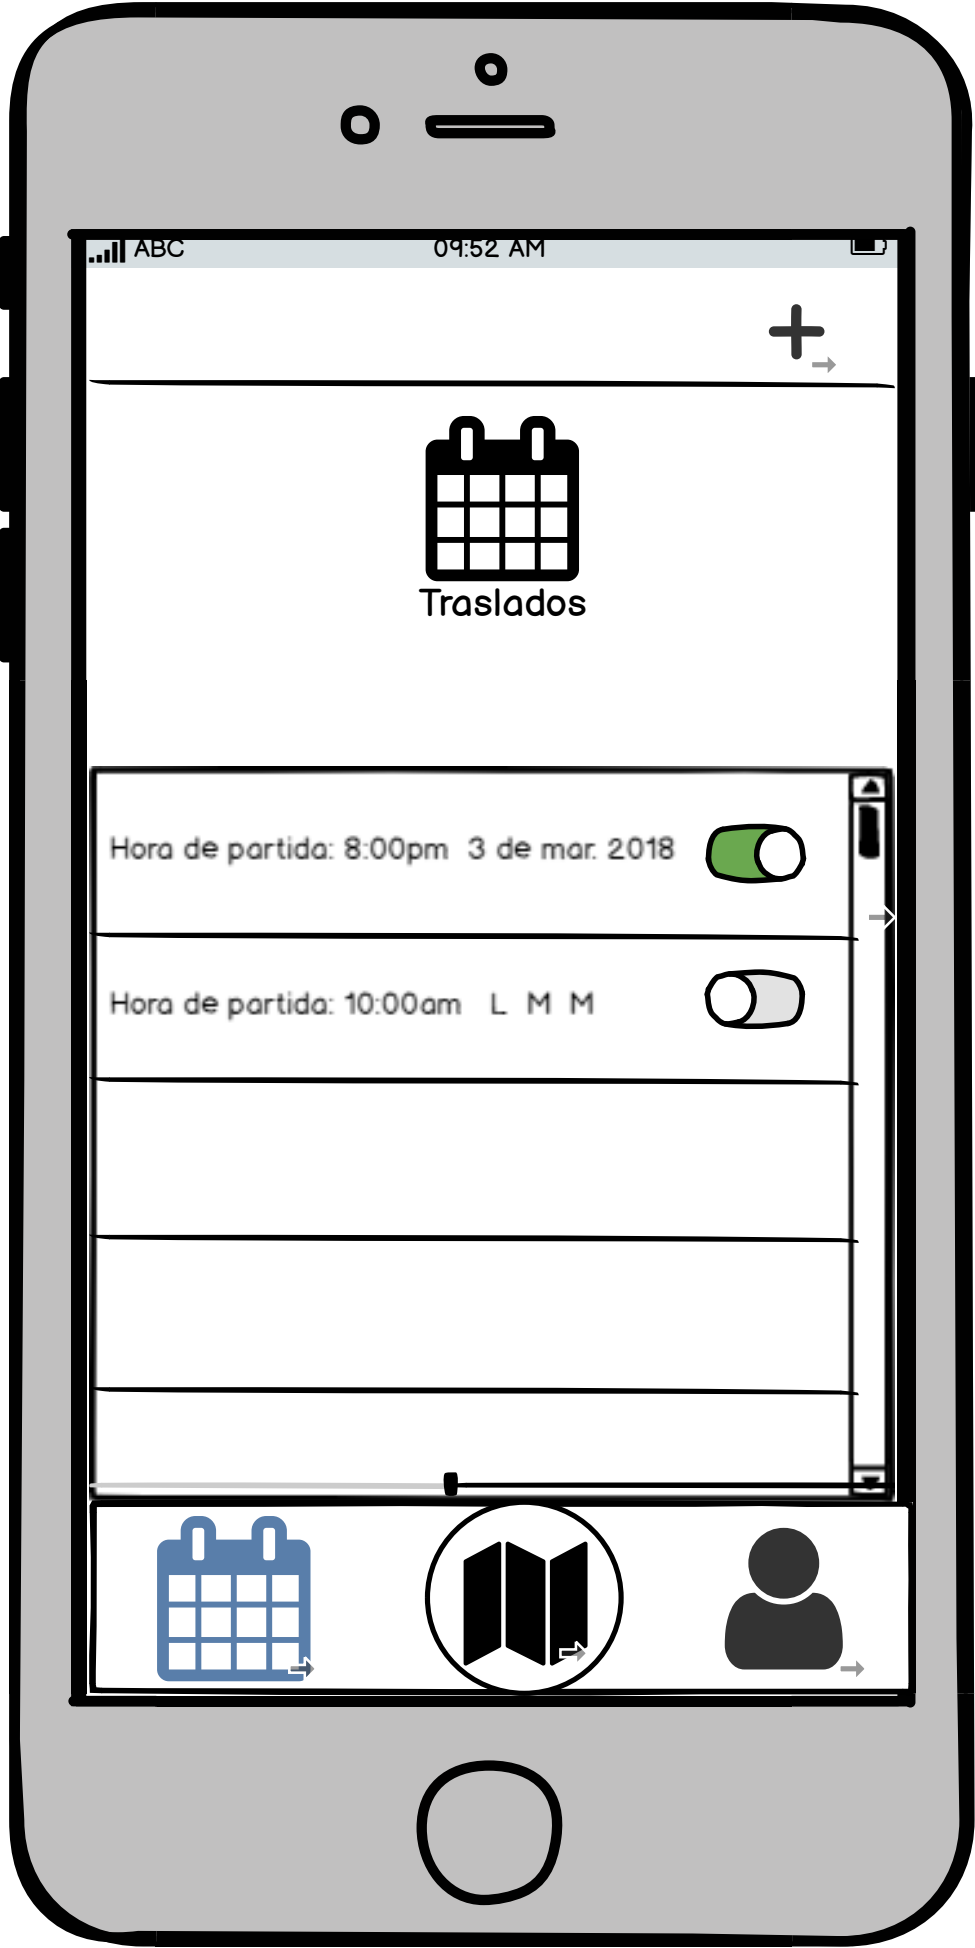 ABC 09:52 AM
Traslados
Hora de partida: 8:00pm 3 de mar. 2018
Hora de partida: 10:00am L M M